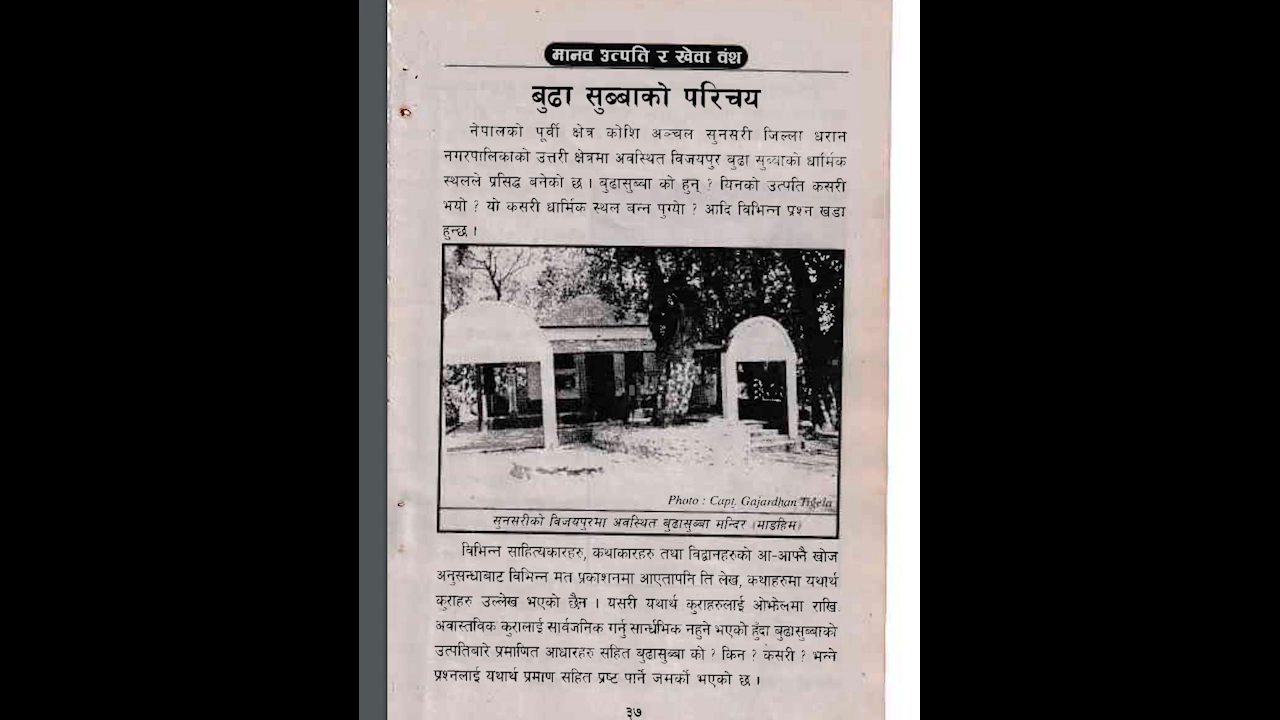 मानव उत्पति र खेवा वंश
बुढा सुब्बाको परिचय
नेपालको पूर्वी क्षेत्र कोशि अञ्चल सुनसरी जिल्ला धरान
नगरपालिकाको उत्तरी क्षेत्रमा अवस्थित विजयपुर बुढा सुब्बाको धार्मिक
स्थलले प्रसिद्ध बनेको छ । बुढासुब्बा को हुन् ? यिनको उत्पति कसरी
भयो ? यो कसरी धार्मिक स्थल बन्न पुग्यो ? आदि विभिन्न प्रश्न खडा
हुन्छ ।
Photo : Capt. Gajardhan Tigela
सुनसरीको विजयपुरमा अवस्थित बुढासुब्बा मन्दिर (माङहिम)
विभिन्न साहित्यकारहरु, कथाकारहरु तथा विद्वानहरुको आ-आफ्नै खोज
अनुसन्धाबाट विभिन्न मत प्रकाशनमा आएतापनि ति लेख, कथाहरुमा यथार्थ
कुराहरु उल्लेख भएको छैन । यसरी यथार्थ कुराहरुलाई ओझेलमा राखि
अवास्तविक कुरालाई सार्वजनिक गर्नु सान्र्धभिक नहुने भएको हुँदा बुढासुब्बाको
उत्पतिबारे प्रमाणित आधारहरु सहित बुढासुब्बा को ? किन ? कसरी ? भन्ने
प्रश्नलाई यथार्थ प्रमाण सहित प्रष्ट पार्ने जमर्को भएको छ ।
३७